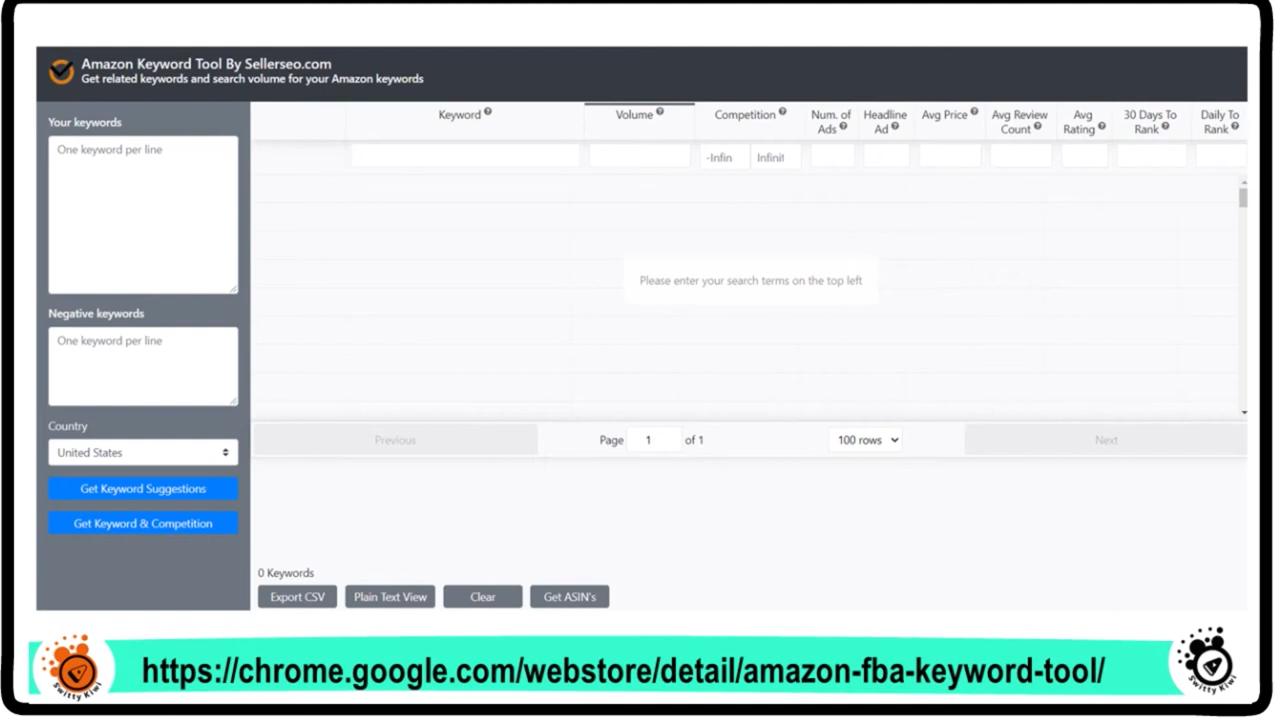 Amazon Keyword Tool By Sellerseo.com
Get related keywords and search volume for your Amazon keywords
Your keywords
One keyword per line
Negative keywords
One keyword per line
Country
United States
Get Keyword Suggestions
Get Keyword & Competition
Keyword
Volume
Competition
Num. of
Ads
Headline
Ad
Avg Price
Avg Review
Count
Avg
Rating
30 Days To
Rank
Daily To
Rank
-Infin
Infinit
Please enter your search terms on the top left
Previous
Page 1 of 1
100 rows
Next
0 Keywords
Export CSV
Plain Text View
Clear
Get ASIN's
Switty Kiwi
https://chrome.google.com/webstore/detail/amazon-fba-keyword-tool/
Switty Kiwi